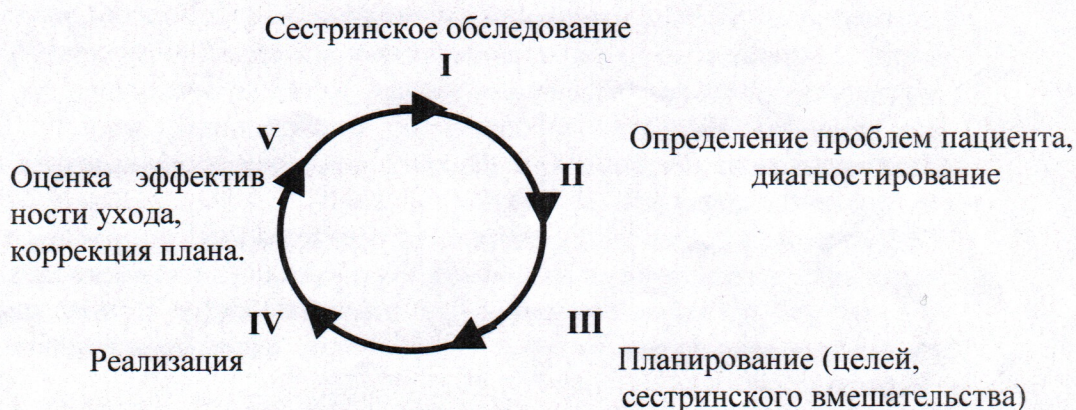 Сестринское обследование
I
II
Определение проблем пациента,
диагностирование
III
Планирование (целей,
сестринского вмешательства)
IV
Реализация
V
Оценка эффектив
ности ухода,
коррекция плана.